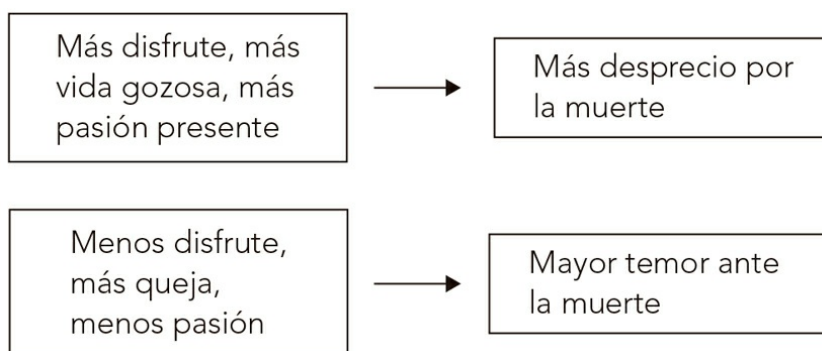 Más disfrute, más
vida gozosa, más
pasión presente
Más desprecio por
la muerte
Menos disfrute,
más queja,
menos pasión
Mayor temor ante
la muerte